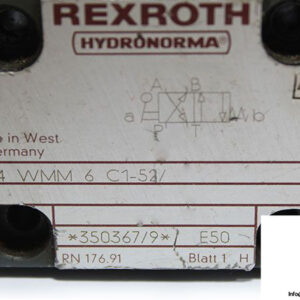 REXROTH
HYDRONORMA®
A B
a b
P T
in West
ermany
4 WMM 6 C1-52/
*350367/9* E50
RN 176.91 Blatt 1 H